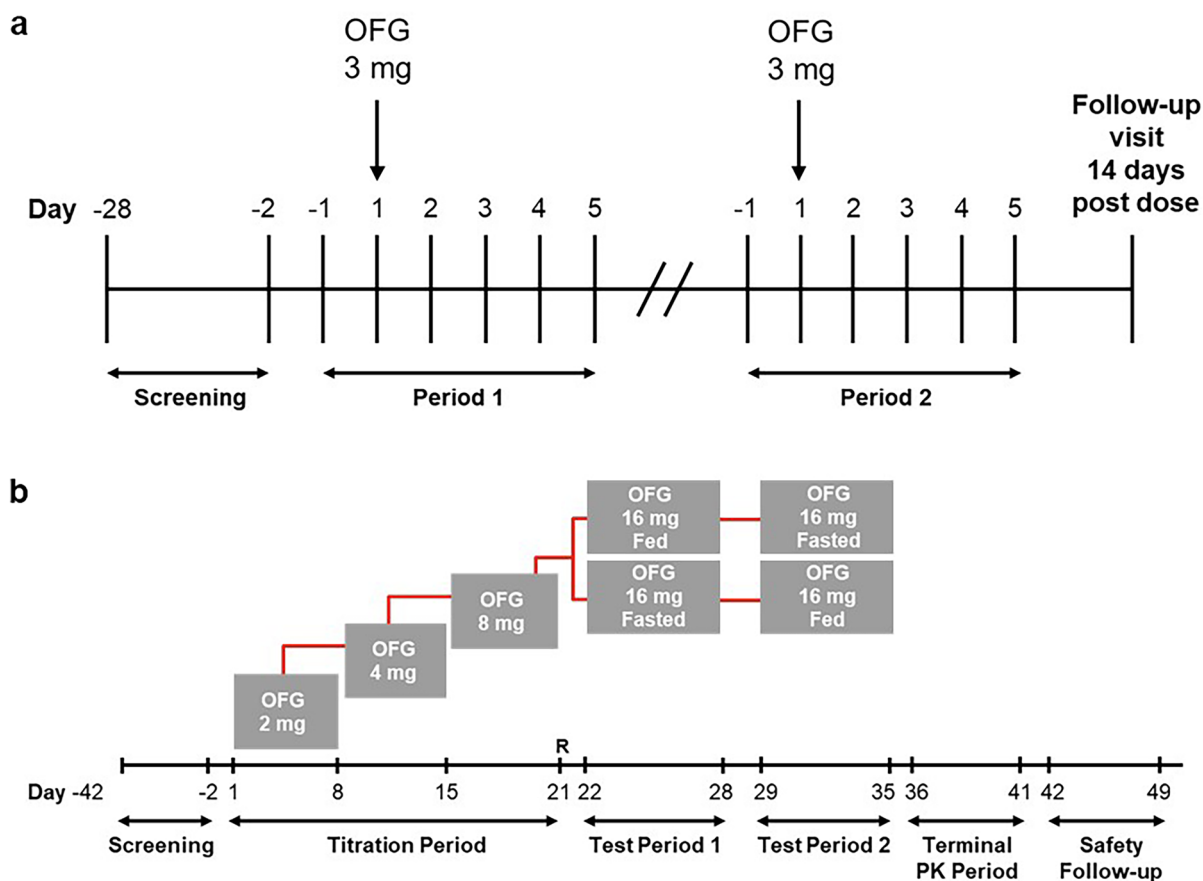 a
OFG
3 mg
OFG
3 mg
Follow-up
visit
14 days
post dose
Day -28 -2 -1 1 2 3 4 5 -1 1 2 3 4 5
Screening Period 1 Period 2
b
OFG
16 mg
Fed
OFG
16 mg
Fasted
OFG
16 mg
Fasted
OFG
16 mg
Fed
OFG
8 mg
OFG
4 mg
OFG
2 mg
R
Day -42 -2 1 8 15 21 22 28 29 35 36 41 42 49
Screening Titration Period Test Period 1 Test Period 2 Terminal
PK Period
Safety
Follow-up